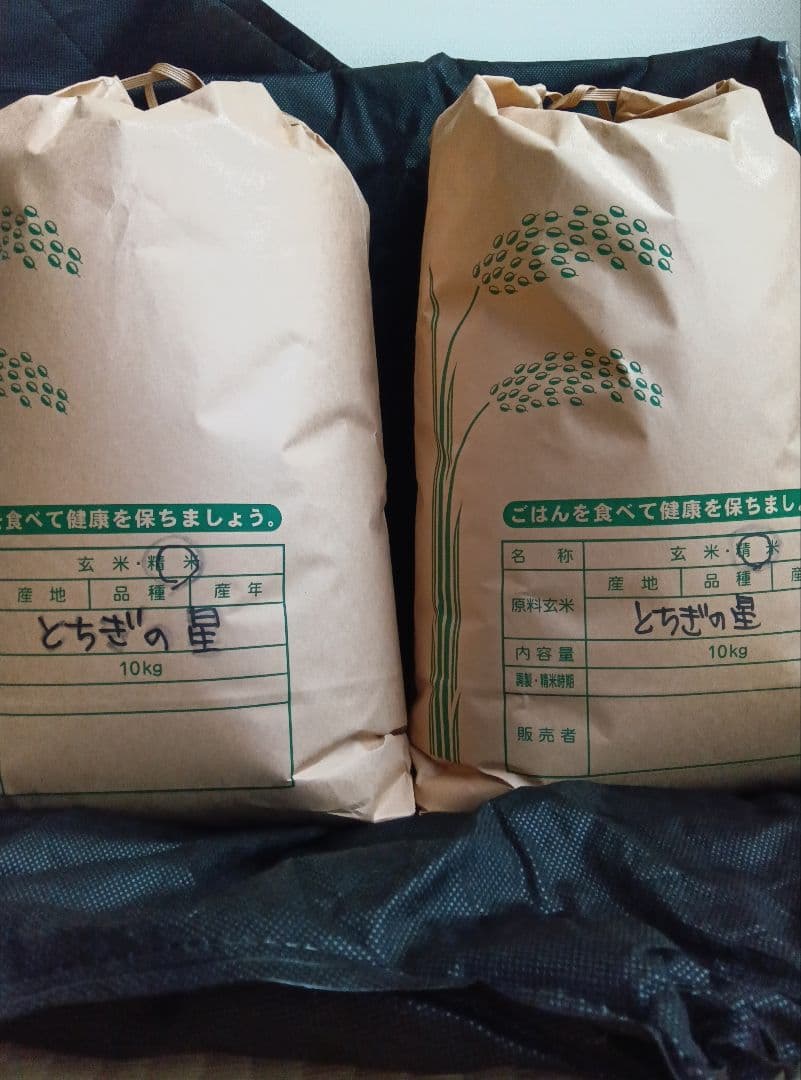 食べて健康を保ちましょう。
玄米・精米
産地 品種 産年
とちぎの星
10kg
ごはんを食べて健康を保ちまし
名称 玄米・精米
産地 品種
原料玄米
とちぎの星
内容量 10kg
調製・精米時期
販売者